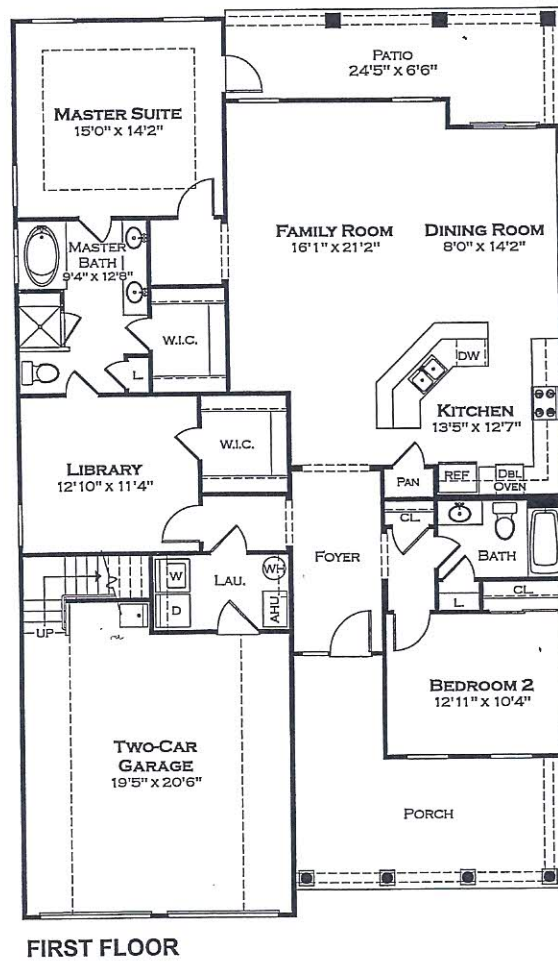 PATIO
24'5" X 6'6"
MASTER SUITE
15'0" X 14'2"
FAMILY ROOM
16'1" X 21'2"
DINING ROOM
8'0" X 14'2"
MASTER
BATH
9'4" X 12'8"
W.I.C.
L.
DW
KITCHEN
13'5" X 12'7"
W.I.C.
LIBRARY
12'10" X 11'4"
PAN
REF
DBL
OVEN
CL
FOYER
BATH
W
LAU.
WH
D
AHU
L
CL
UP
BEDROOM 2
12'11" X 10'4"
TWO-CAR
GARAGE
19'5" X 20'6"
PORCH
FIRST FLOOR